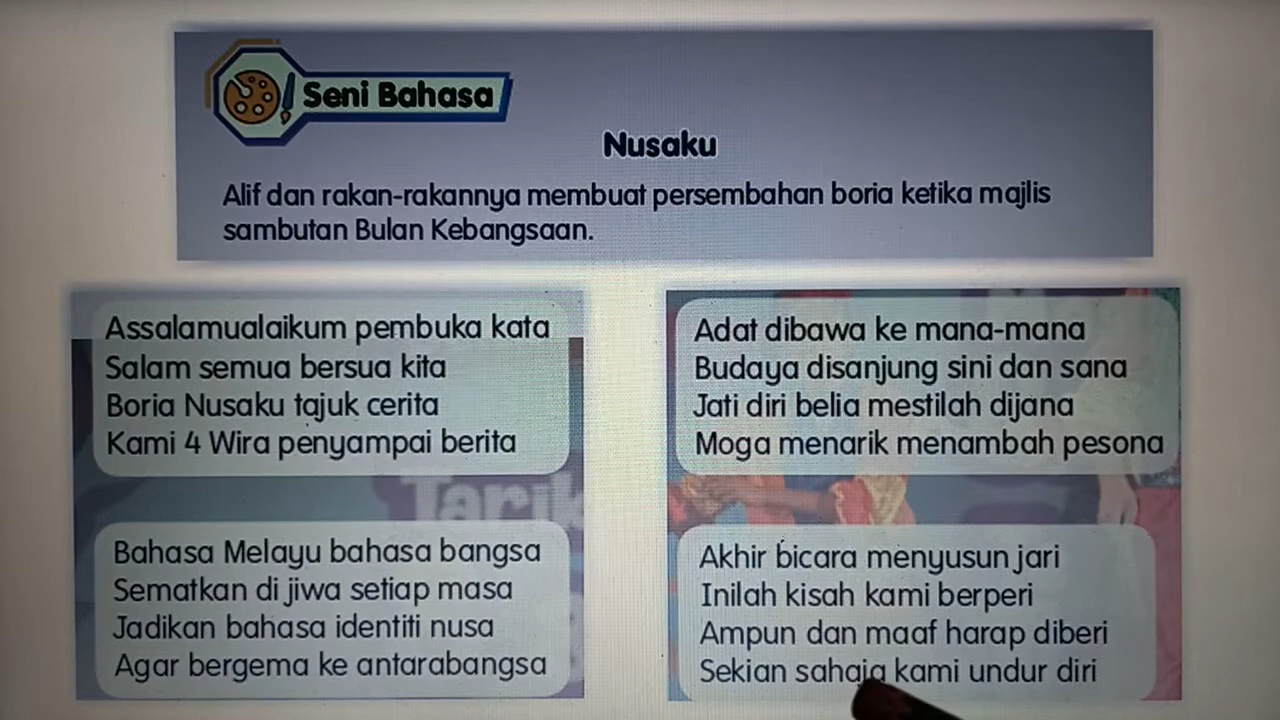 Seni Bahasa
Nusaku
Alif dan rakan-rakannya membuat persembahan boria ketika majlis
sambutan Bulan Kebangsaan.
Assalamualaikum pembuka kata
Salam semua bersua kita
Boria Nusaku tajuk cerita
Kami 4 Wira penyampai berita
Bahasa Melayu bahasa bangsa
Sematkan di jiwa setiap masa
Jadikan bahasa identiti nusa
Agar bergema ke antarabangsa
Adat dibawa ke mana-mana
Budaya disanjung sini dan sana
Jati diri belia mestilah dijana
Moga menarik menambah pesona
Akhir bicara menyusun jari
Inilah kisah kami berperi
Ampun dan maaf harap diberi
Sekian sahaja kami undur diri
Tarik